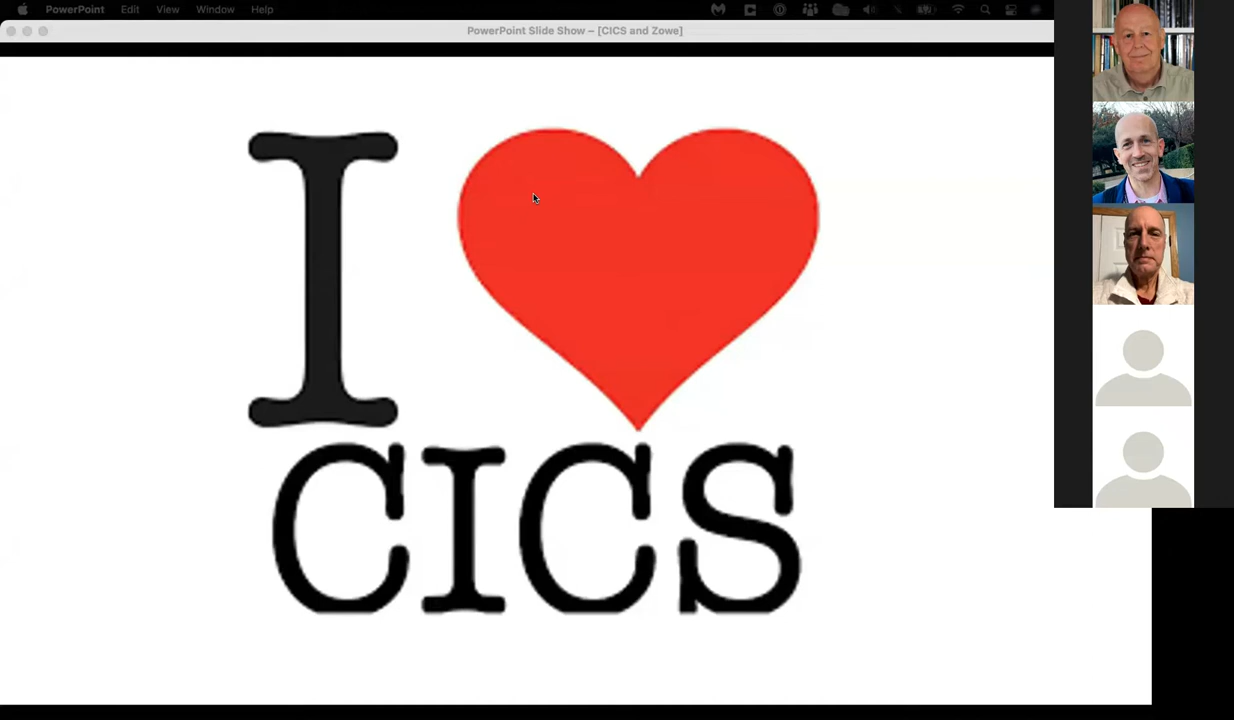 PowerPoint Edit View Window Help
PowerPoint Slide Show – [CICS and Zowe]
I
CICS